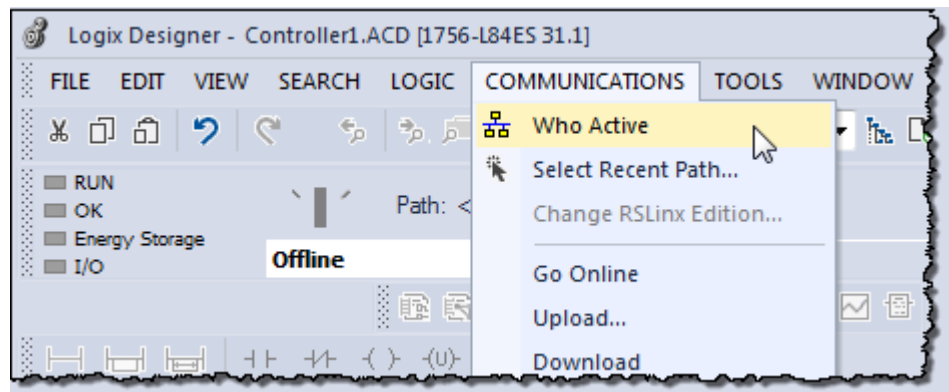 Logix Designer - Controller1.ACD [1756-L84ES 31.1]
FILE EDIT VIEW SEARCH LOGIC COMMUNICATIONS TOOLS WINDOW
Who Active
Select Recent Path...
Change RSLinx Edition...
Go Online
Upload...
Download
RUN
OK
Energy Storage
I/O
Path: <
Offline
(U)